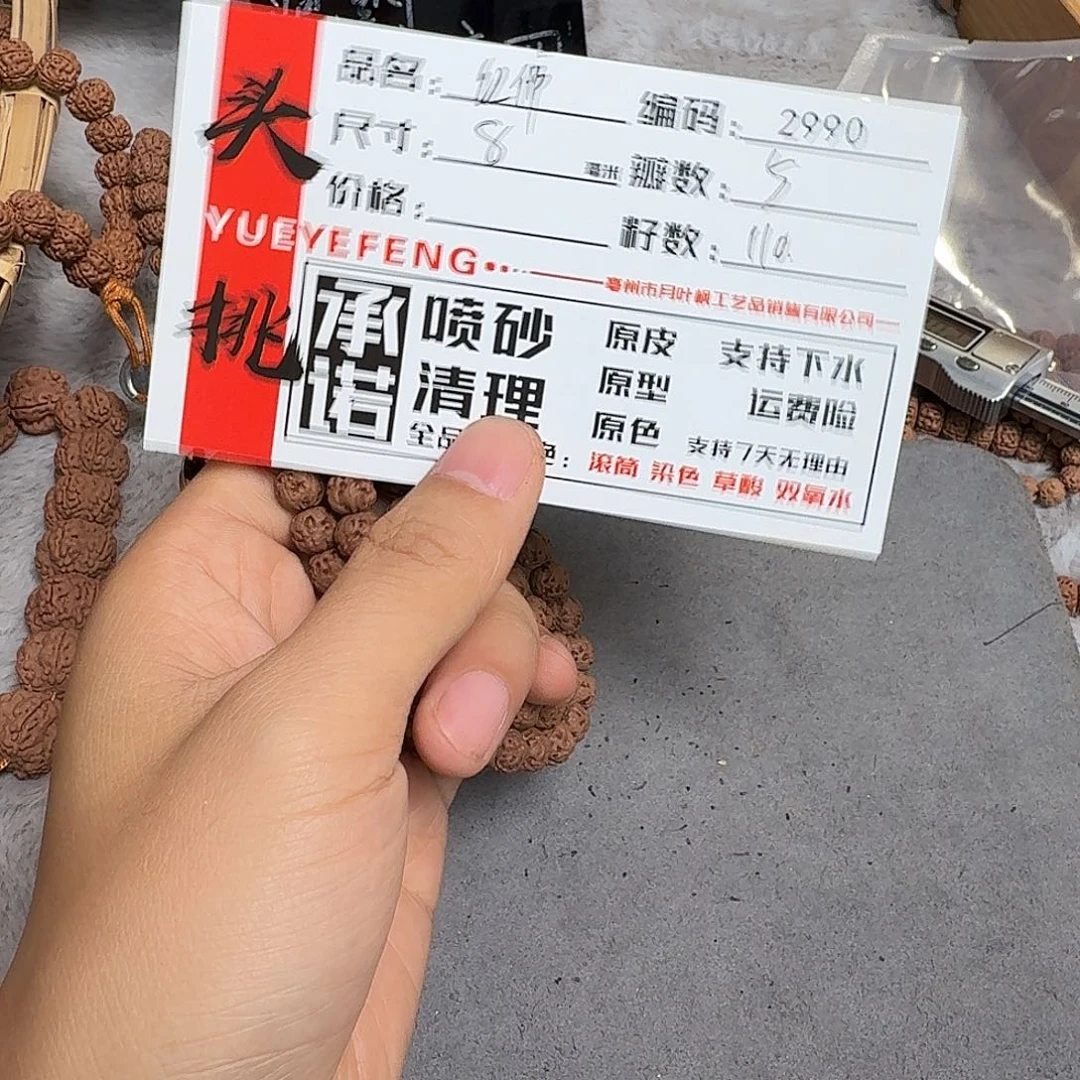 头挑
品名： 编码：2990
尺寸：8毫米 瓣数：5
价格： 籽数：110
YUEYEFENG
亳州市月叶枫工艺品销售有限公司
承诺
喷砂 原皮 支持下水
清理 原型 运费险
全品 原色 支持7天无理由
色：滚筒 染色 草酸 双氧水